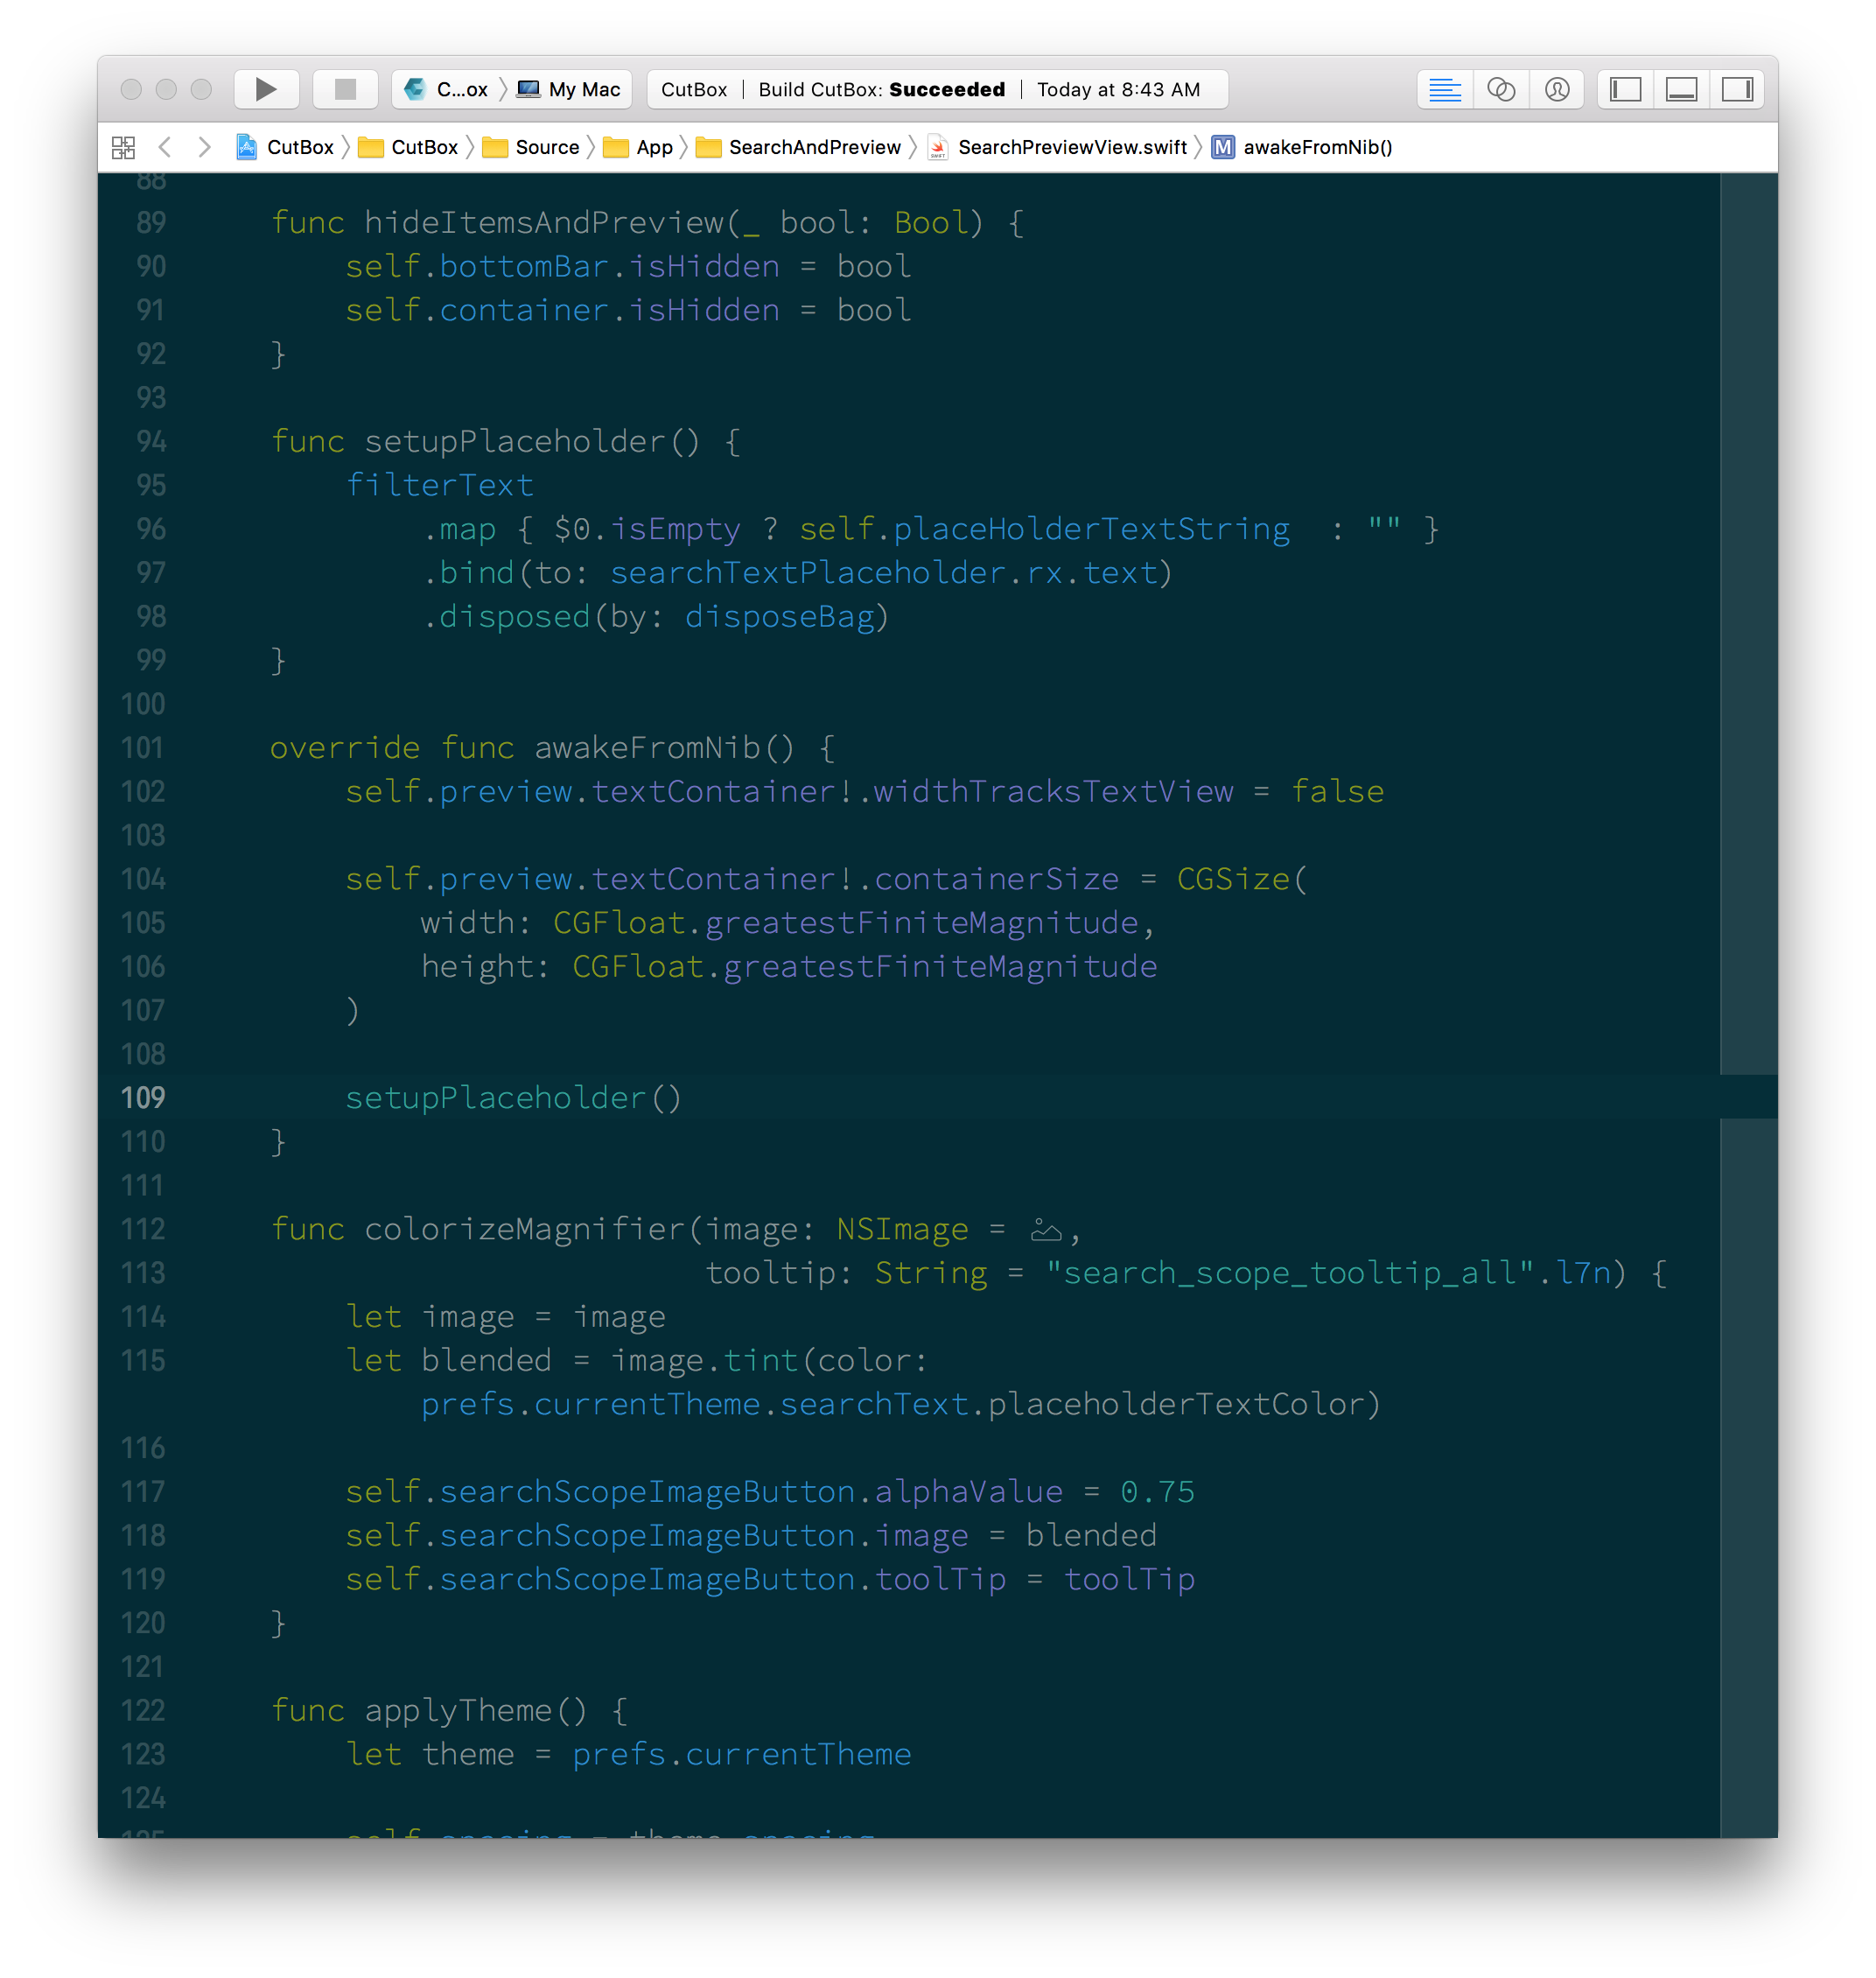 C...ox My Mac CutBox | Build CutBox: Succeeded | Today at 8:43 AM
CutBox CutBox Source App SearchAndPreview SearchPreviewView.swift M awakeFromNib()
88
89 func hideItemsAndPreview(_ bool: Bool) {
90 self.bottomBar.isHidden = bool
91 self.container.isHidden = bool
92 }
93
94 func setupPlaceholder() {
95 filterText
96 .map { $0.isEmpty ? self.placeHolderTextString  : "" }
97 .bind(to: searchTextPlaceholder.rx.text)
98 .disposed(by: disposeBag)
99 }
100
101 override func awakeFromNib() {
102 self.preview.textContainer!.widthTracksTextView = false
103
104 self.preview.textContainer!.containerSize = CGSize(
105 width: CGFloat.greatestFiniteMagnitude,
106 height: CGFloat.greatestFiniteMagnitude
107 )
108
109 setupPlaceholder()
110 }
111
112 func colorizeMagnifier(image: NSImage = ,
113 tooltip: String = "search_scope_tooltip_all".l7n) {
114 let image = image
115 let blended = image.tint(color:
prefs.currentTheme.searchText.placeholderTextColor)
116
117 self.searchScopeImageButton.alphaValue = 0.75
118 self.searchScopeImageButton.image = blended
119 self.searchScopeImageButton.toolTip = toolTip
120 }
121
122 func applyTheme() {
123 let theme = prefs.currentTheme
124
125 self.spacing = theme.spacing